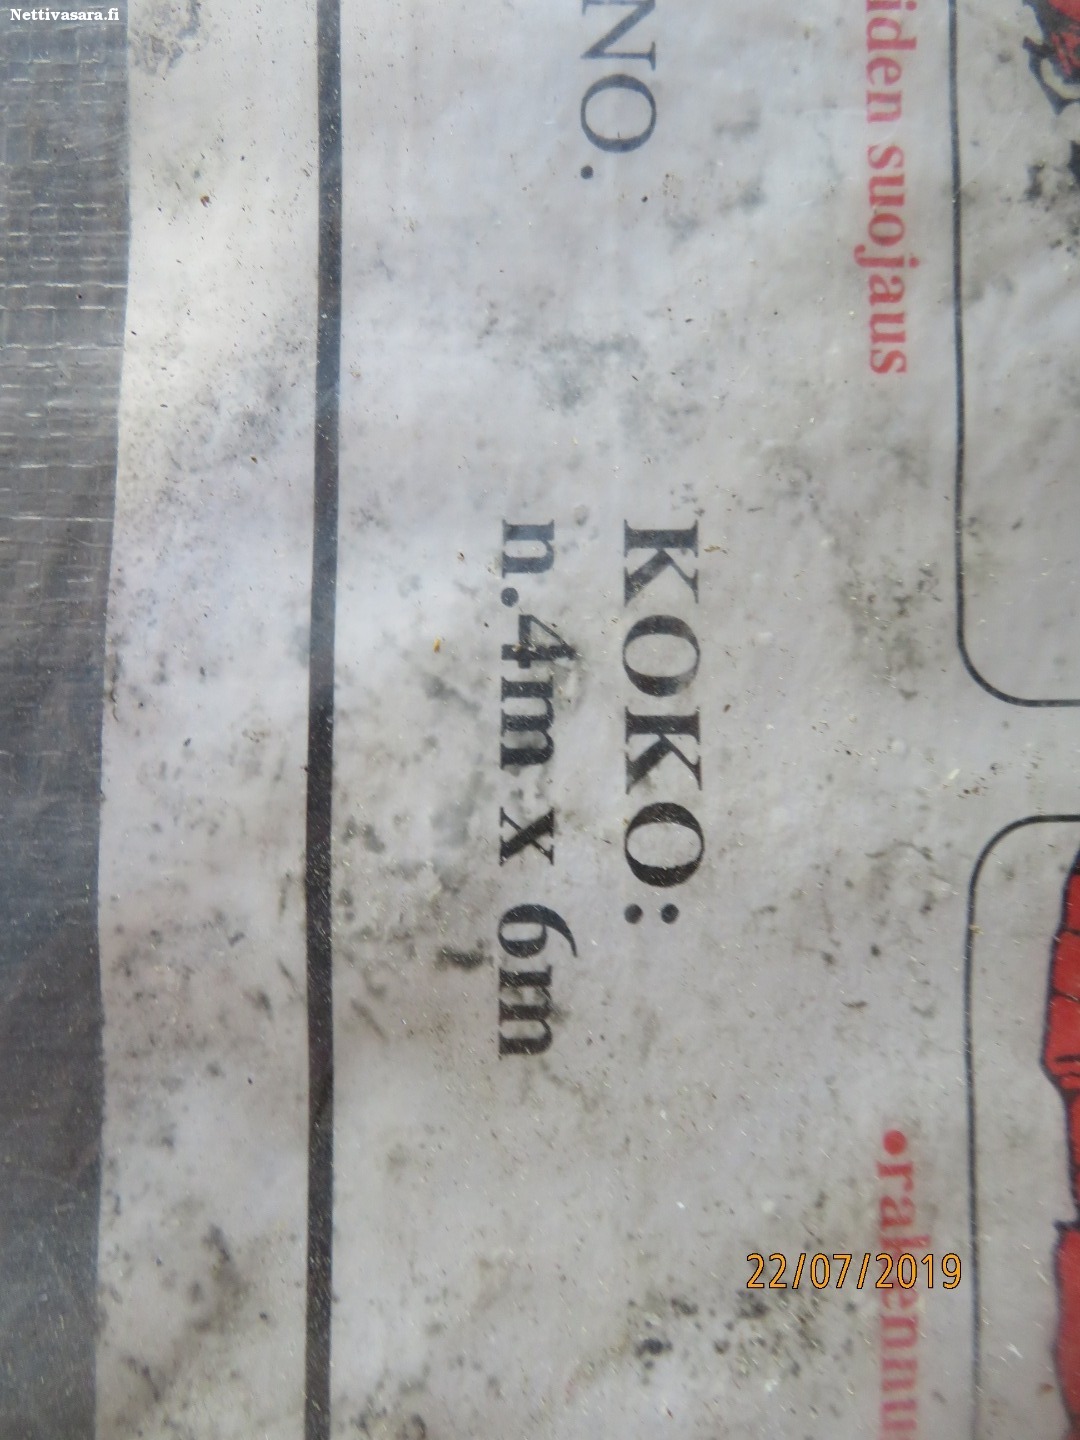 Nettivasara.fi
iden suojaus
NO.
KOKO:
n.4m x 6m
•rakennu
22/07/2019